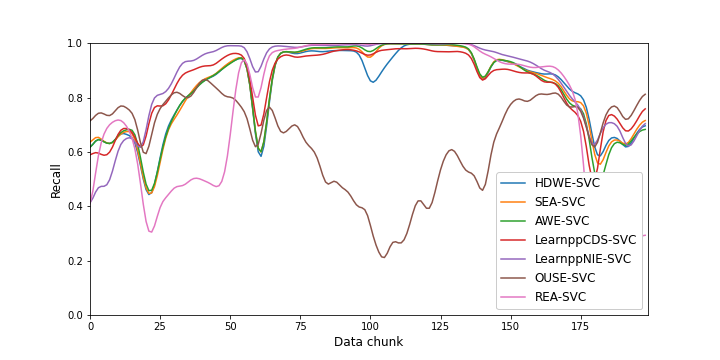 1.0
0.8
0.6
0.4
0.2
0.0
Recall
0
25
50
75
100
125
150
175
Data chunk
HDWE-SVC
SEA-SVC
AWE-SVC
LearnppCDS-SVC
LearnppNIE-SVC
OUSE-SVC
REA-SVC